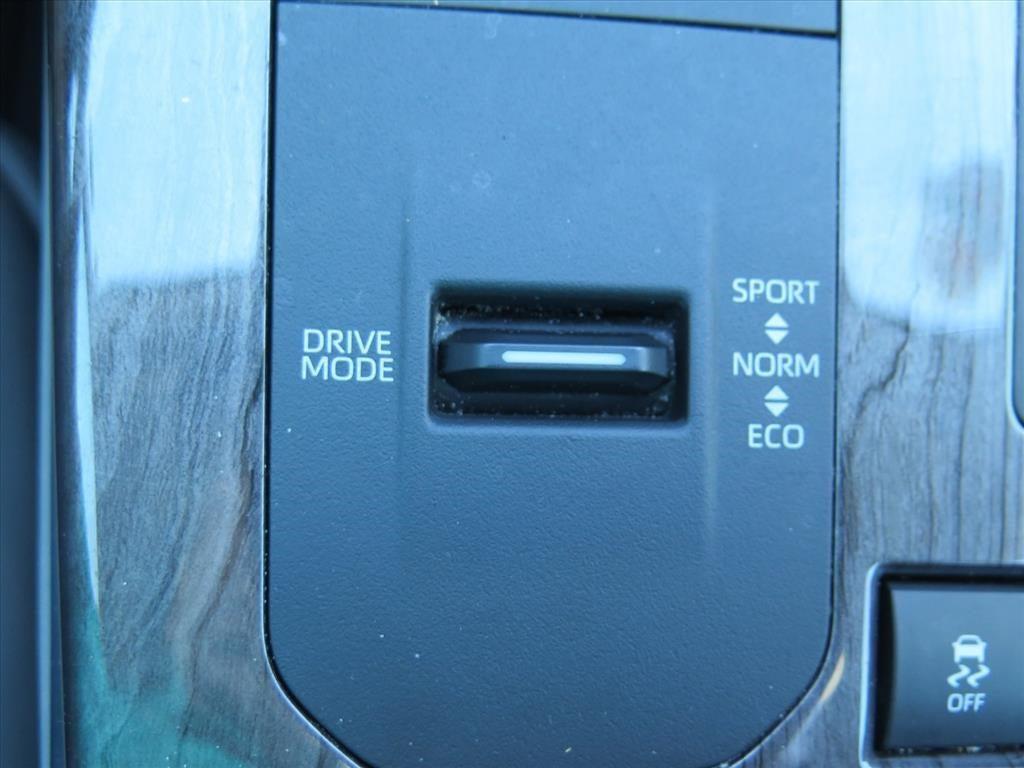 DRIVE
MODE
SPORT
NORM
ECO
OFF